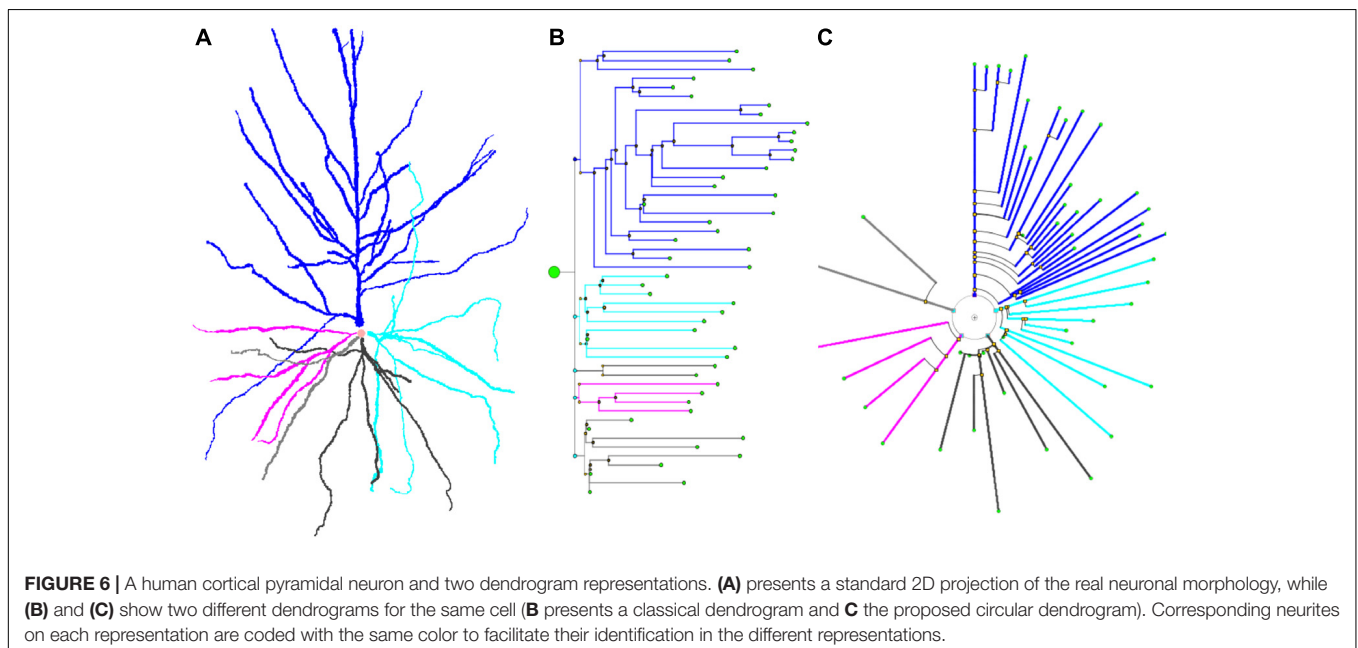 A
B
C
FIGURE 6 | A human cortical pyramidal neuron and two dendrogram representations. (A) presents a standard 2D projection of the real neuronal morphology, while
(B) and (C) show two different dendrograms for the same cell (B presents a classical dendrogram and C the proposed circular dendrogram). Corresponding neurites
on each representation are coded with the same color to facilitate their identification in the different representations.